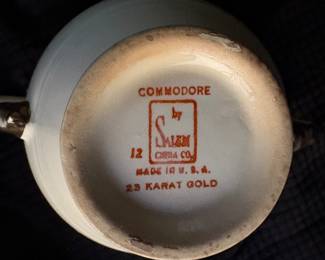 COMMODORE
by
SALEM
CHINA CO.
12
MADE IN U.S.A.
23 KARAT GOLD